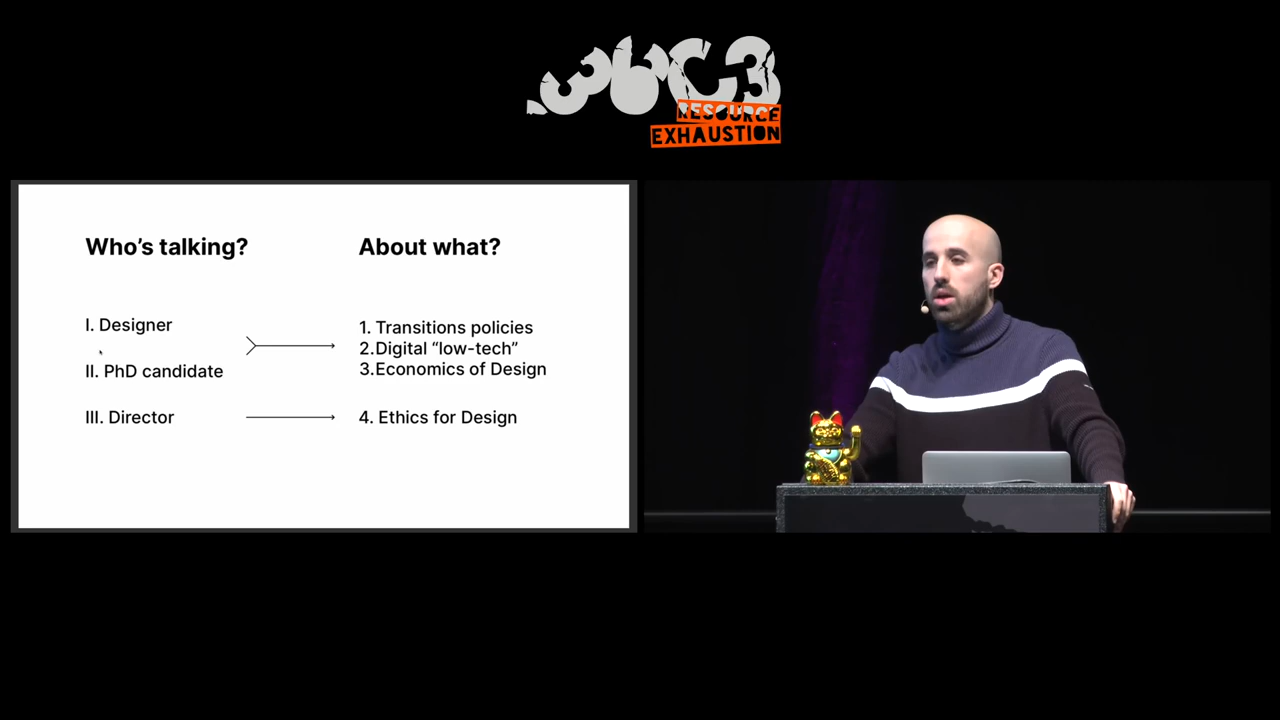 36C3
RESOURCE
EXHAUSTION
Who’s talking?
About what?
I. Designer
II. PhD candidate
III. Director
1. Transitions policies
2.Digital “low-tech”
3.Economics of Design
4. Ethics for Design